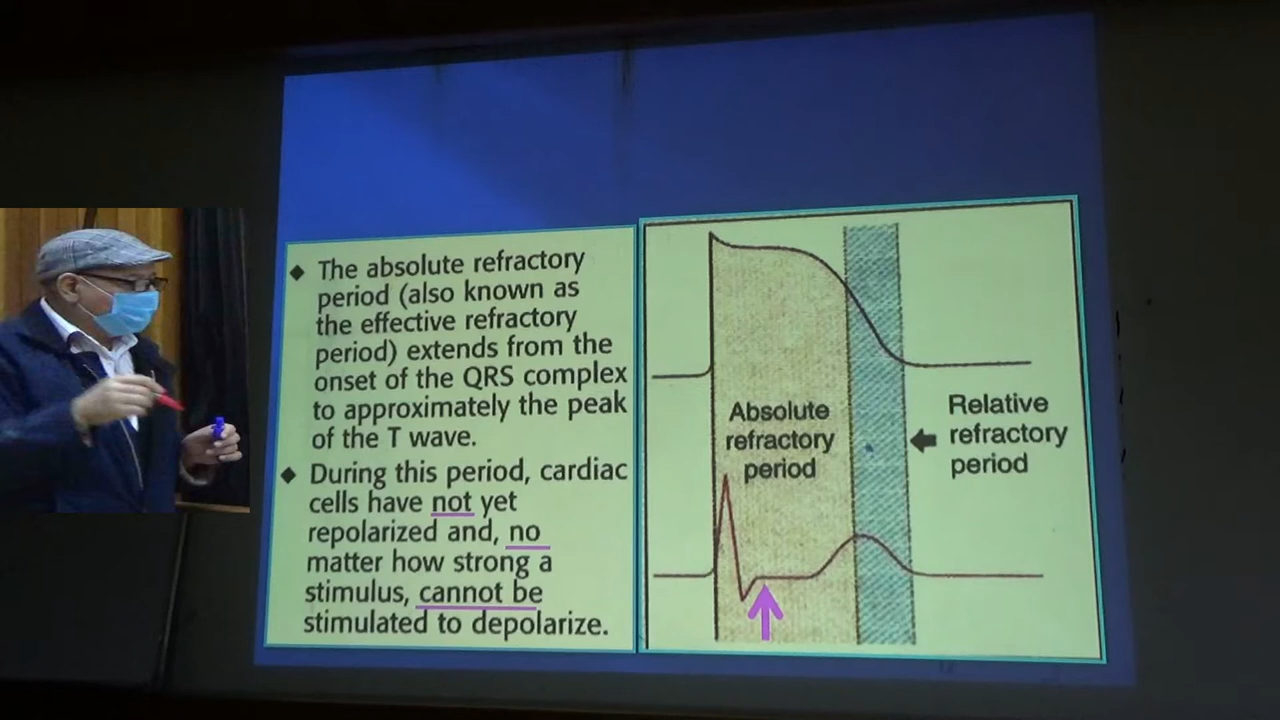 ◆ The absolute refractory
period (also known as
the effective refractory
period) extends from the
onset of the QRS complex
to approximately the peak
of the T wave.
◆ During this period, cardiac
cells have not yet
repolarized and, no
matter how strong a
stimulus, cannot be
stimulated to depolarize.
Absolute
refractory
period
Relative
refractory
period